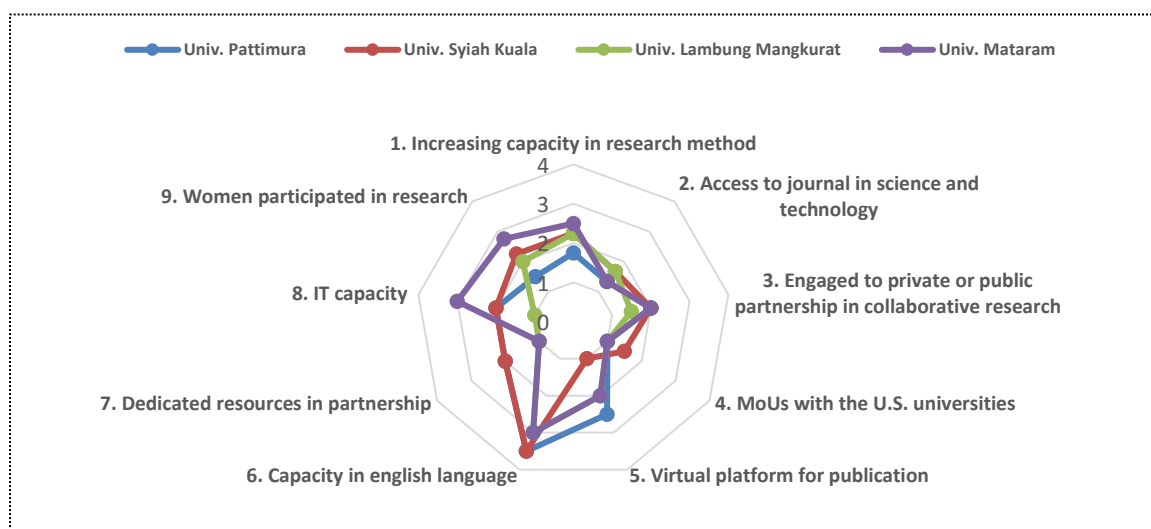 Univ. Pattimura
Univ. Syiah Kuala
Univ. Lambung Mangkurat
Univ. Mataram
1. Increasing capacity in research method
4
9. Women participated in research
2. Access to journal in science and
technology
3
2
8. IT capacity
1
3. Engaged to private or public
partnership in collaborative research
0
7. Dedicated resources in partnership
4. MoUs with the U.S. universities
6. Capacity in english language
5. Virtual platform for publication